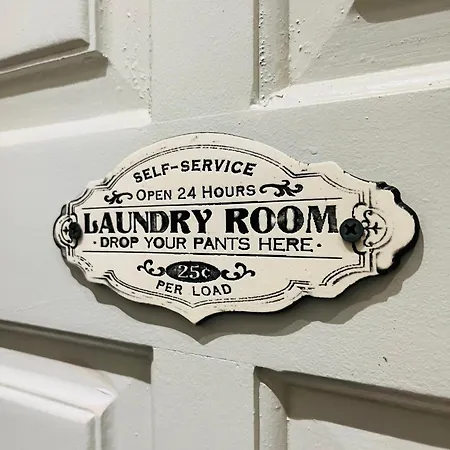 SELF-SERVICE
OPEN 24 HOURS
LAUNDRY ROOM
· DROP YOUR PANTS HERE ·
25¢
PER LOAD